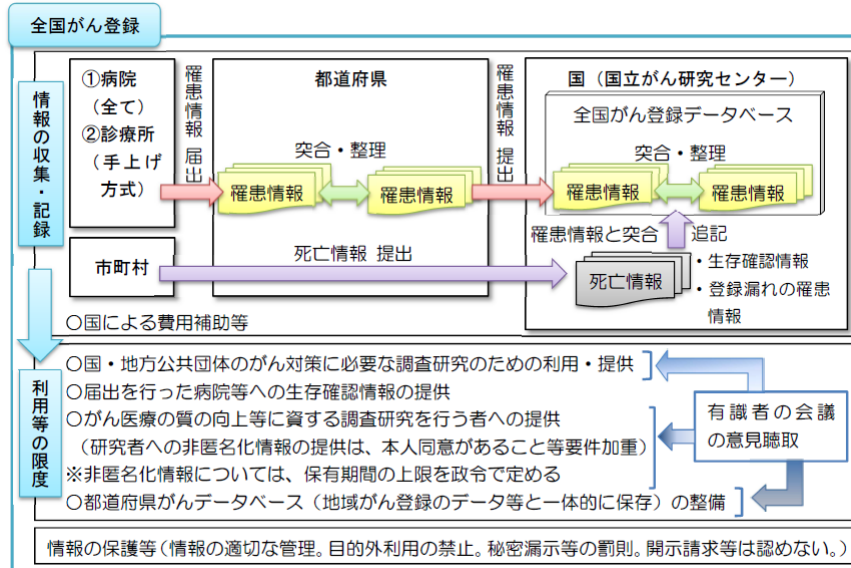 全国がん登録
情報の収集・記録
①病院
（全て）
②診療所
（手上げ
方式）
罹患情報 届出
都道府県
突合・整理
罹患情報
罹患情報
罹患情報 提出
国（国立がん研究センター）
全国がん登録データベース
突合・整理
罹患情報
罹患情報
市町村
死亡情報 提出
罹患情報と突合
追記
死亡情報
・生存確認情報
・登録漏れの罹患
情報
○国による費用補助等
利用等の限度
○国・地方公共団体のがん対策に必要な調査研究のための利用・提供
○届出を行った病院等への生存確認情報の提供
○がん医療の質の向上等に資する調査研究を行う者への提供
（研究者への非匿名化情報の提供は、本人同意があること等要件加重）
※非匿名化情報については、保有期間の上限を政令で定める
○都道府県がんデータベース（地域がん登録のデータ等と一体的に保存）の整備
有識者の会議
の意見聴取
情報の保護等（情報の適切な管理。目的外利用の禁止。秘密漏示等の罰則。開示請求等は認めない。）